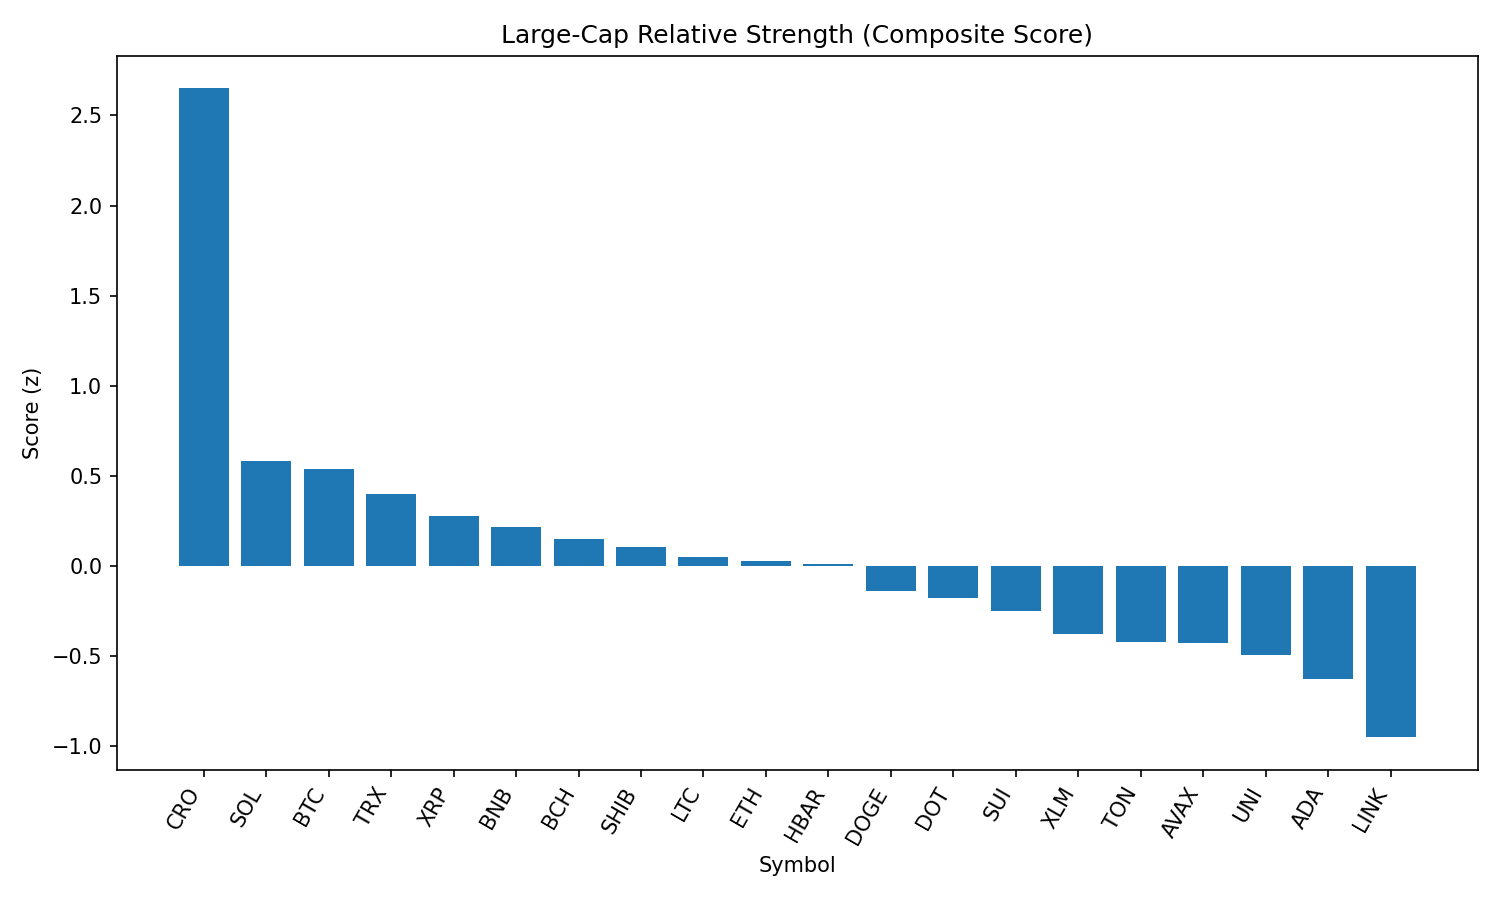 Large-Cap Relative Strength (Composite Score)
Score (z)
2.5
2.0
1.5
1.0
0.5
0.0
−0.5
−1.0
CRO
SOL
BTC
TRX
XRP
BNB
BCH
SHIB
LTC
ETH
HBAR
DOGE
DOT
SUI
XLM
TON
AVAX
UNI
ADA
LINK
Symbol